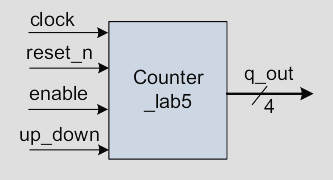 clock
reset_n
enable
up_down
Counter
_lab5
q_out
4